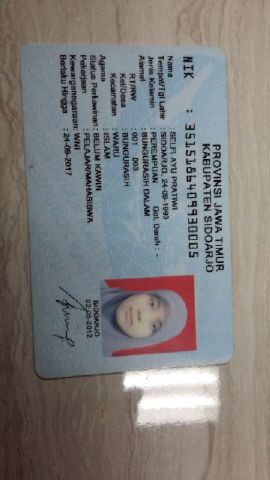 PROVINSI JAWA TIMUR
KABUPATEN SIDOARJO
NIK : 3515186409930005
Nama : SELFI AYU PRATIWI
Tempat/Tgl Lahir : SIDOARJO, 24-09-1993
Jenis Kelamin : PEREMPUAN Gol. Darah : -
Alamat : BUNGURASIH DALAM
RT/RW : 001 / 003
Kel/Desa : BUNGURASIH
Kecamatan : WARU
Agama : ISLAM
Status Perkawinan : BELUM KAWIN
Pekerjaan : PELAJAR/MAHASISWA
Kewarganegaraan : WNI
Berlaku Hingga : 24-09-2017
SIDOARJO
02-05-2012